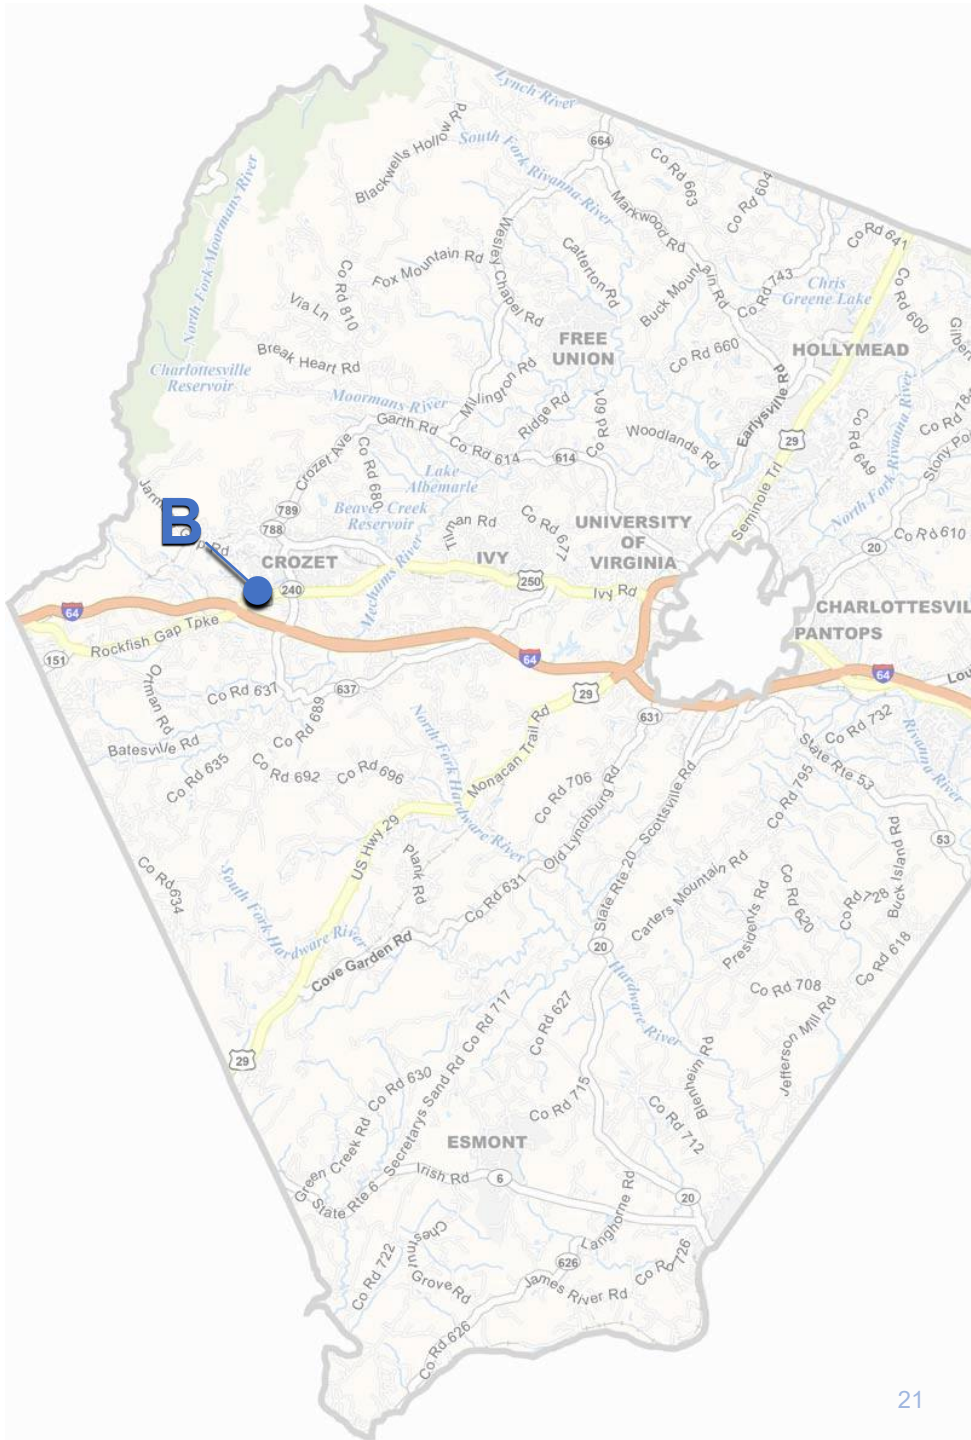 Lynch River
South Fork Rivanna River
Blackwells Hollow Rd
664
Co Rd 663
Co Rd 604
Markwood Rd
Co Rd 641
North Fork Moormans River
Wesley Chapel Rd
Catterton Rd
Buck Mountain Rd
Co Rd 743
Chris
Greene Lake
Co Rd 600
Fox Mountain Rd
Co Rd 810
Via Ln
FREE
UNION
Co Rd 660
HOLLYMEAD
Break Heart Rd
Charlottesville
Reservoir
Moormans River
Millington Rd
Ridge Rd
Co Rd 601
Earlysville Rd
Garth Rd
Co Rd 614
614
Woodlands Rd
29
Co Rd 649
North Fork Rivanna River
Co Rd 784
Stony Po
Crozet Ave
Co Rd 680
Lake
Albemarle
Seminole Trl
Beaver Creek
Reservoir
789
788
Co Rd 677
UNIVERSITY
OF
VIRGINIA
20
Co Rd 610
B
CROZET
IVY
Mechums River
250
Ivy Rd
240
64
CHARLOTTESVIL
PANTOPS
Rockfish Gap Tpke
151
64
64
Lou
Ortman Rd
Co Rd 637
637
29
631
Co Rd 732
Rivanna River
Co Rd 689
Batesville Rd
Co Rd 635
Co Rd 692
Co Rd 696
North Fork Hardware River
Monacan Trail Rd
Co Rd 706
Old Lynchburg Rd
Scottsville Rd
State Rte 53
Co Rd 795
53
US Hwy 29
Plank Rd
Co Rd 634
Co Rd 631
State Rte 20
Carters Mountain Rd
Presidents Rd
Co Rd 620
Co Rd 728
Buck Island Rd
South Fork Hardware River
Cove Garden Rd
20
Hardware River
Co Rd 618
Co Rd 708
Jefferson Mill Rd
Co Rd 717
Co Rd 627
29
Secretarys Sand Rd
Co Rd 630
Blenheim Rd
Co Rd 715
Co Rd 712
Green Creek Rd
ESMONT
State Rte 6
Irish Rd
6
20
Langhorne Rd
Chestnut Grove Rd
Co Rd 722
626
James River Rd
Co Rd 726
Co Rd 626
21